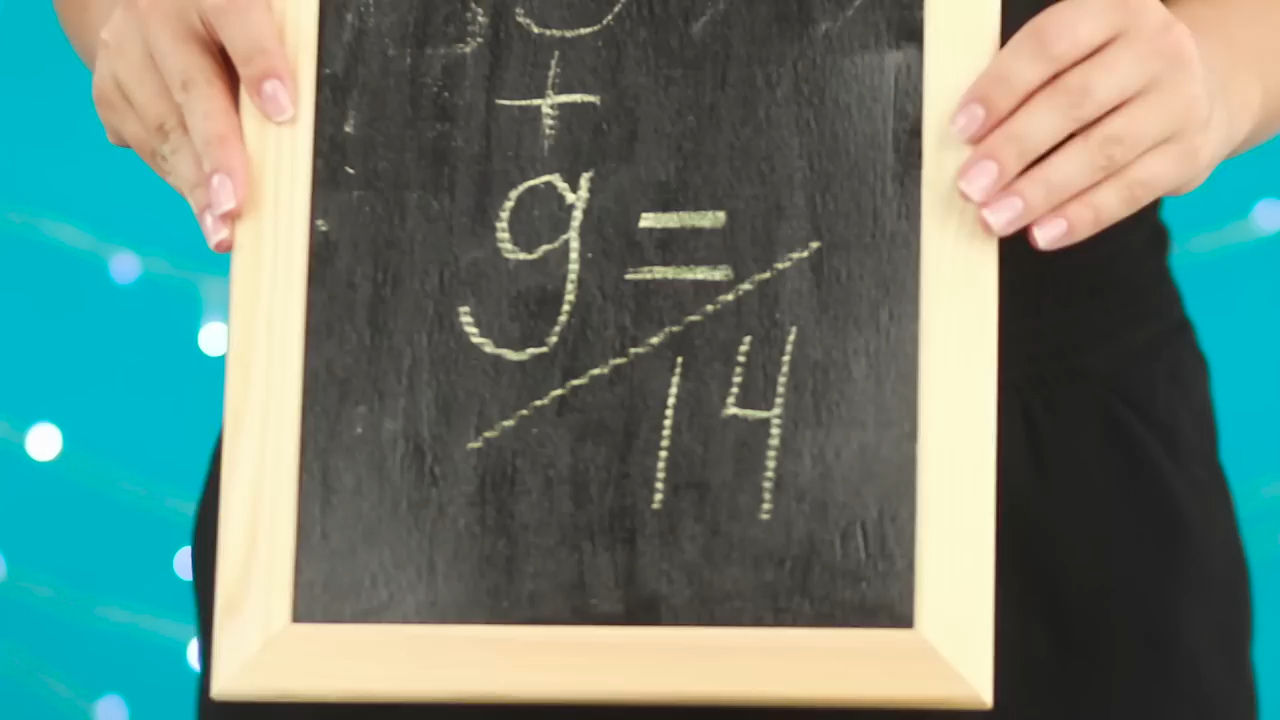 +
9 =
14